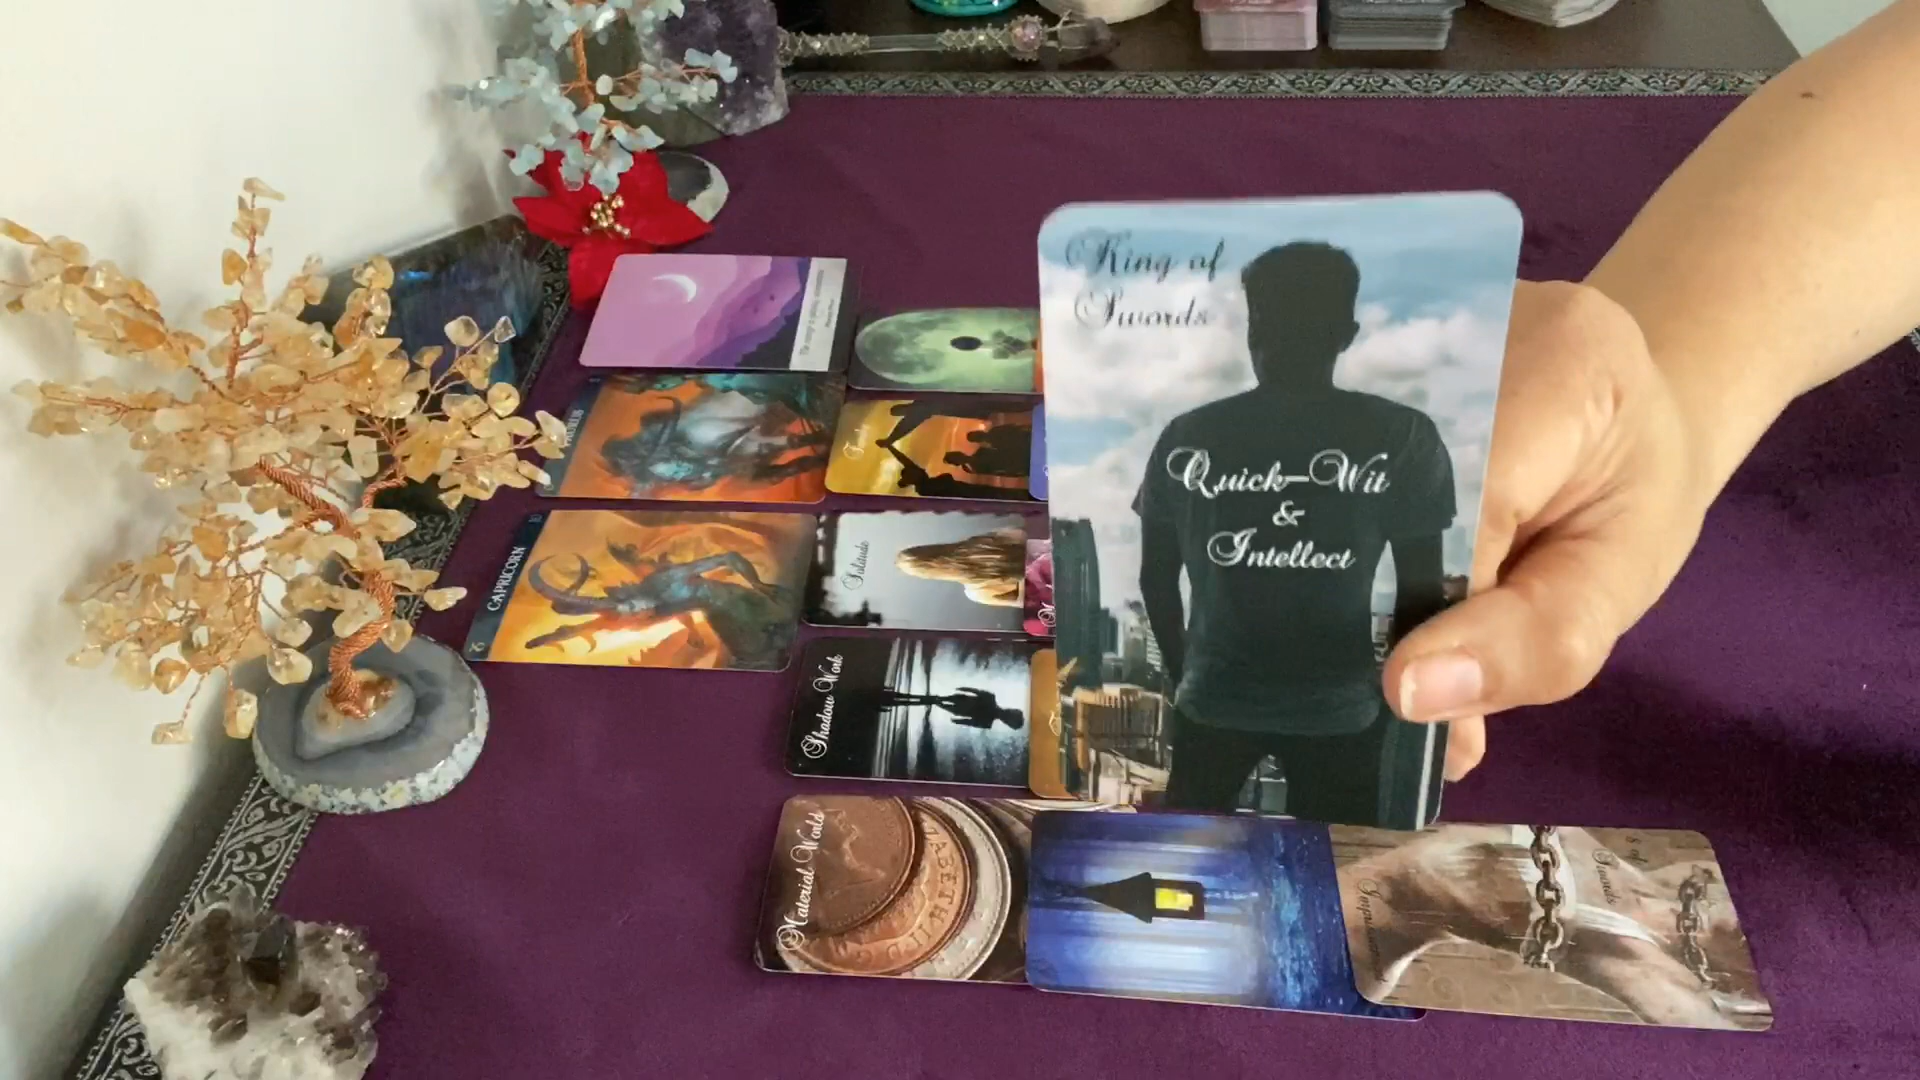 King of
Swords
Quick-Wit
&
Intellect
CAPRICORN
Solitude
Shadow Work
Material World
8 of
Swords